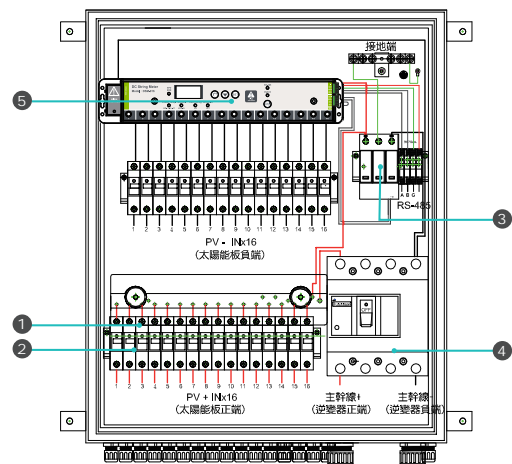 接地端
DC String Meter
5
3
A B G
RS-485
1 2 3 4 5 6 7 8 9 10 11 12 13 14 15 16
PV - INx16
(太陽能板負端)
OFF
1
2
4
1 2 3 4 5 6 7 8 9 10 11 12 13 14 15 16
PV + INx16
(太陽能板正端)
主幹線+
(逆變器正端)
主幹線-
(逆變器負端)